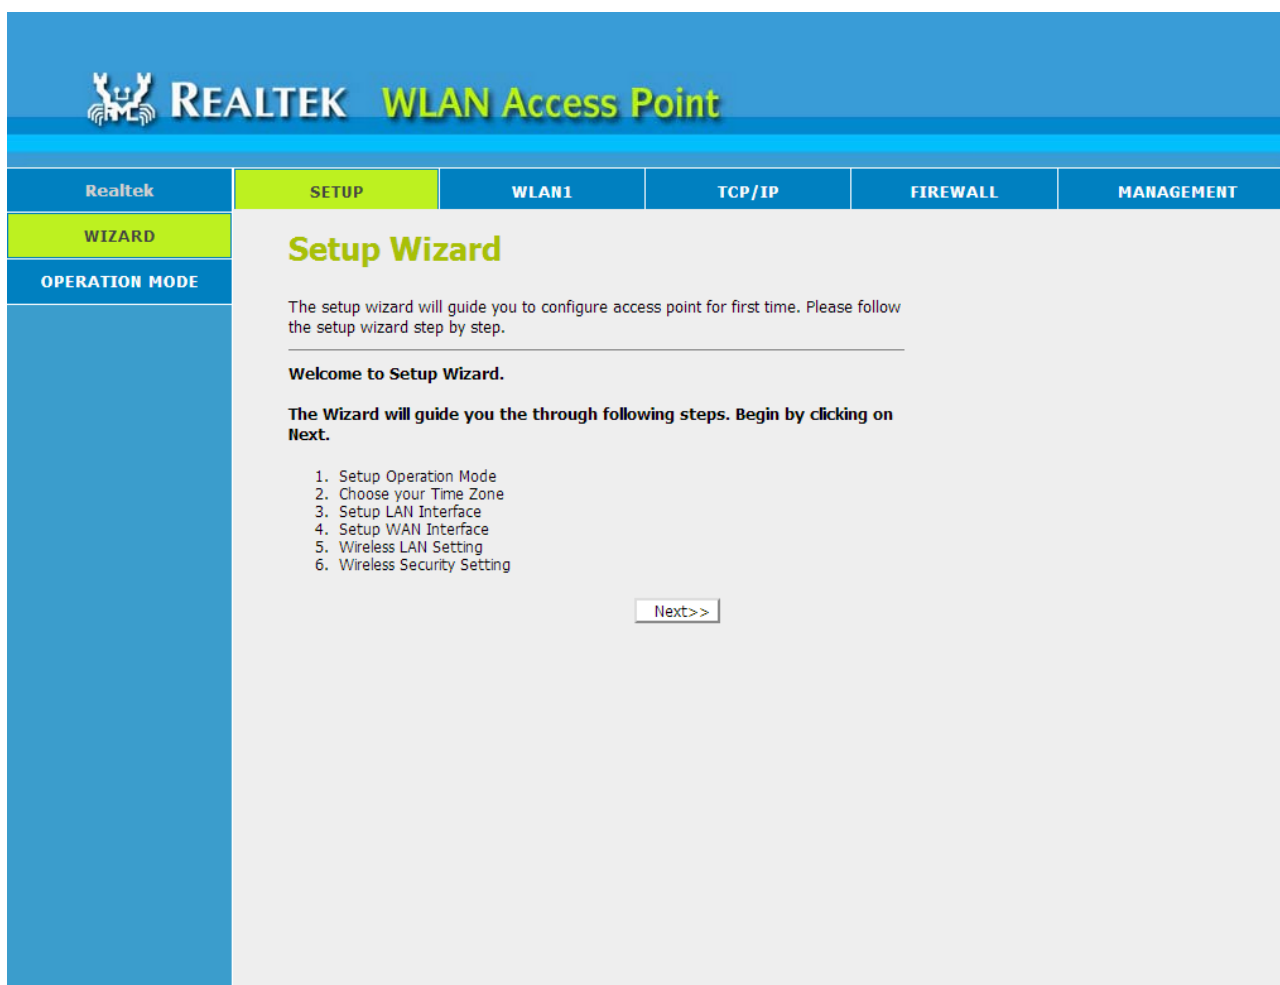 REALTEK WLAN Access Point
Realtek SETUP WLAN1 TCP/IP FIREWALL MANAGEMENT
WIZARD
OPERATION MODE
Setup Wizard
The setup wizard will guide you to configure access point for first time. Please follow
the setup wizard step by step.
Welcome to Setup Wizard.
The Wizard will guide you the through following steps. Begin by clicking on
Next.
1. Setup Operation Mode
2. Choose your Time Zone
3. Setup LAN Interface
4. Setup WAN Interface
5. Wireless LAN Setting
6. Wireless Security Setting
Next>>